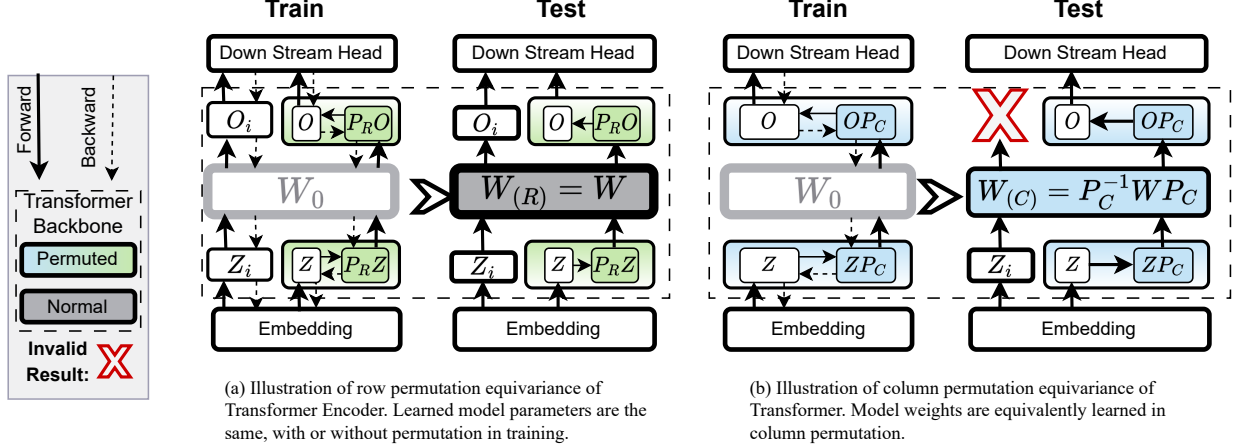 Train
Test
Train
Test
Down Stream Head
Down Stream Head
Down Stream Head
Down Stream Head
Forward
Backward
Transformer
Backbone
Permuted
Normal
Invalid
Result:
O_i
O
P_R O
O_i
O
P_R O
O
OP_C
O
OP_C
W_0
W_{(R)} = W
W_0
W_{(C)} = P_C^{-1} W P_C
Z_i
Z
P_R Z
Z_i
Z
P_R Z
Z
ZP_C
Z_i
Z
ZP_C
Embedding
Embedding
Embedding
Embedding
(a) Illustration of row permutation equivariance of
Transformer Encoder. Learned model parameters are the
same, with or without permutation in training.
(b) Illustration of column permutation equivariance of
Transformer. Model weights are equivalently learned in
column permutation.